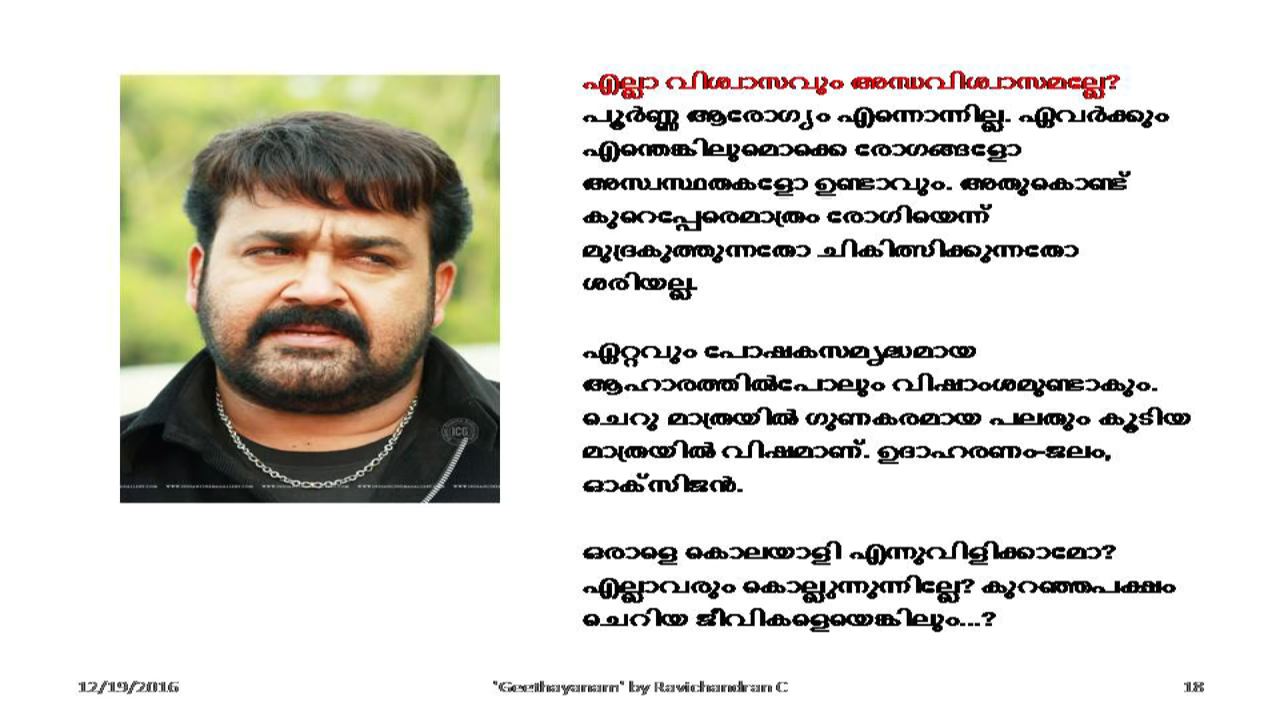 എല്ലാ വിശ്വാസവും അന്ധവിശ്വാസമല്ലേ?
പൂർണ്ണ ആരോഗ്യം എന്നൊന്നില്ല. ഏവർക്കും
എന്തെങ്കിലുമൊക്കെ രോഗങ്ങളോ
അസ്വസ്ഥതകളോ ഉണ്ടാവും. അതുകൊണ്ട്
കുറെപ്പേരെമാത്രം രോഗിയെന്ന്
മുദ്രകുത്തുന്നതോ ചികിത്സിക്കുന്നതോ
ശരിയല്ല.
ഏറ്റവും പോഷകസമൃദ്ധമായ
ആഹാരത്തിൽപോലും വിഷാംശമുണ്ടാകും.
ചെറു മാത്രയിൽ ഗുണകരമായ പലതും കൂടിയ
മാത്രയിൽ വിഷമാണ്. ഉദാഹരണം-ജലം,
ഓക്സിജൻ.
ഒരാളെ കൊലയാളി എന്നുവിളിക്കാമോ?
എല്ലാവരും കൊല്ലുന്നുന്നില്ലേ? കുറഞ്ഞപക്ഷം
ചെറിയ ജീവികളെയെങ്കിലും...?
ICG
12/19/2016 'Geethayanam' by Ravichandran C 18